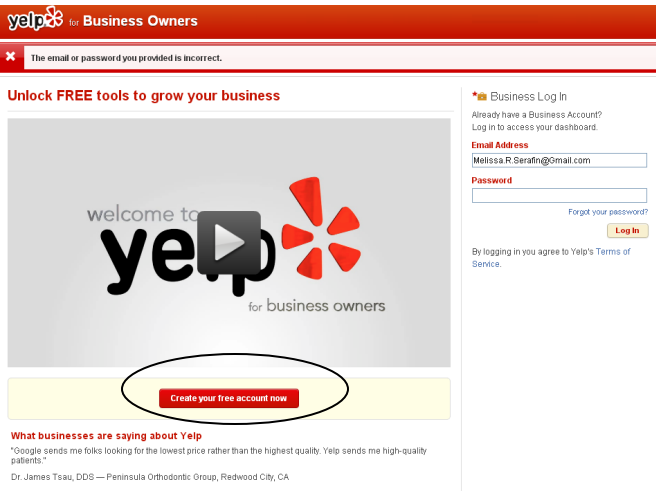 yelp for Business Owners
The email or password you provided is incorrect.
Unlock FREE tools to grow your business
welcome to
yelp
for business owners
Create your free account now
What businesses are saying about Yelp
"Google sends me folks looking for the lowest price rather than the highest quality. Yelp sends me high-quality
patients."
Dr. James Tsau, DDS — Peninsula Orthodontic Group, Redwood City, CA
* Business Log In
Already have a Business Account?
Log in to access your dashboard.
Email Address
Melissa.R.Serafin@Gmail.com
Password
Forgot your password?
Log In
By logging in you agree to Yelp's Terms of
Service.